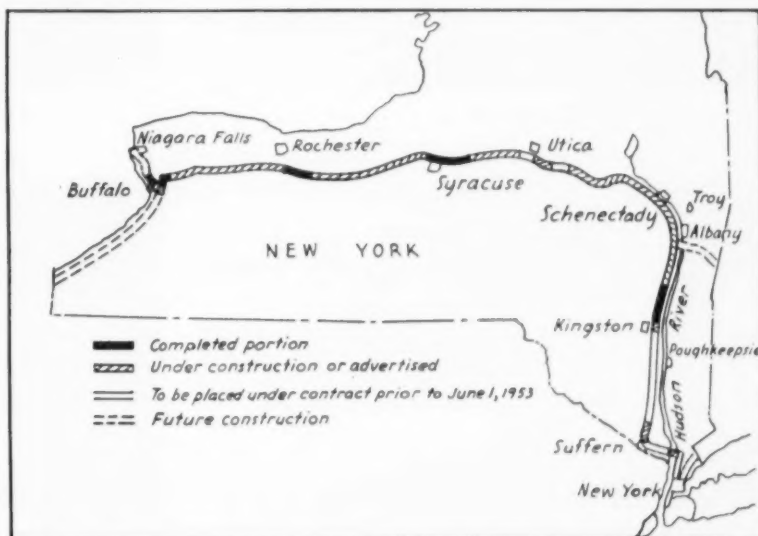 Niagara Falls
Rochester
Utica
Buffalo
Syracuse
Troy
Schenectady
Albany
NEW YORK
Kingston
River
Poughkeepsie
Completed portion
Under construction or advertised
To be placed under contract prior to June 1, 1953
Future construction
Hudson
Suffern
New York